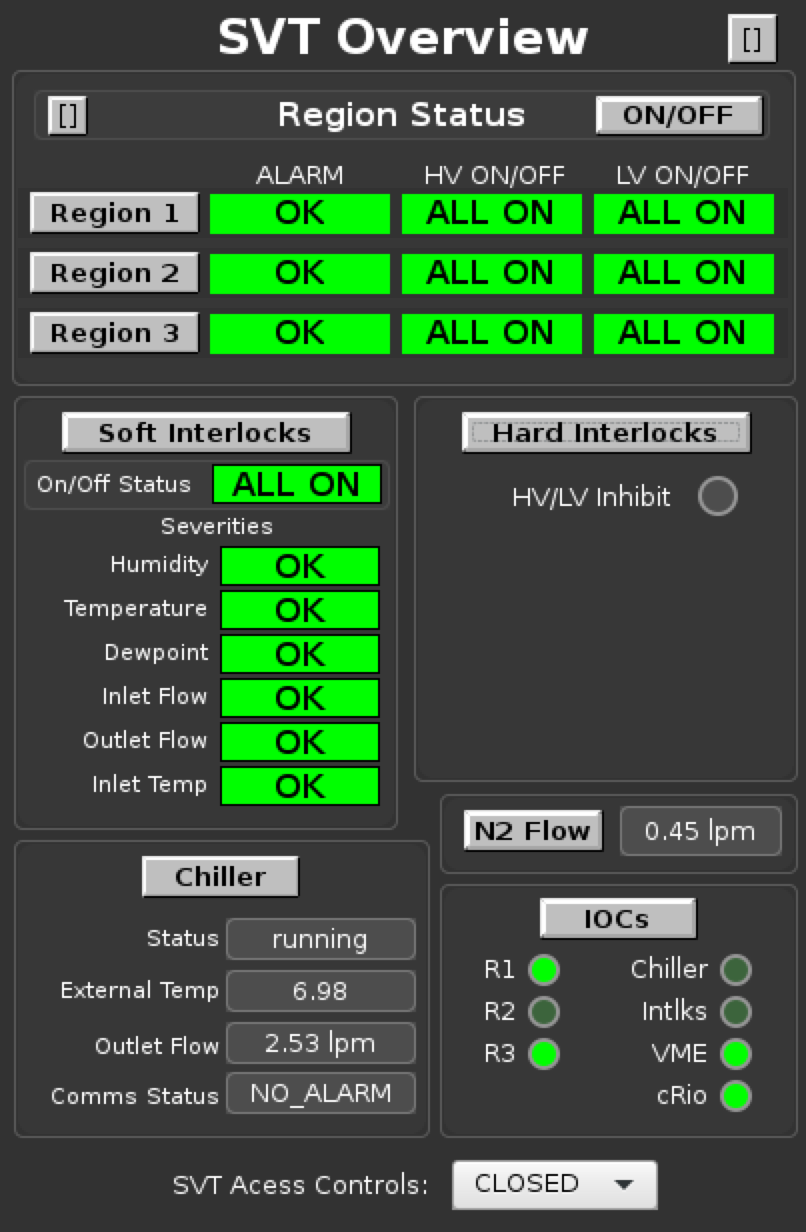 SVT Overview []
[] Region Status ON/OFF
ALARM HV ON/OFF LV ON/OFF
Region 1 OK ALL ON ALL ON
Region 2 OK ALL ON ALL ON
Region 3 OK ALL ON ALL ON
Soft Interlocks
On/Off Status ALL ON
Severities
Humidity OK
Temperature OK
Dewpoint OK
Inlet Flow OK
Outlet Flow OK
Inlet Temp OK
Hard Interlocks
HV/LV Inhibit
N2 Flow 0.45 lpm
Chiller
Status running
External Temp 6.98
Outlet Flow 2.53 lpm
Comms Status NO_ALARM
IOCs
R1 Chiller
R2 Intlks
R3 VME
cRio
SVT Acess Controls: CLOSED